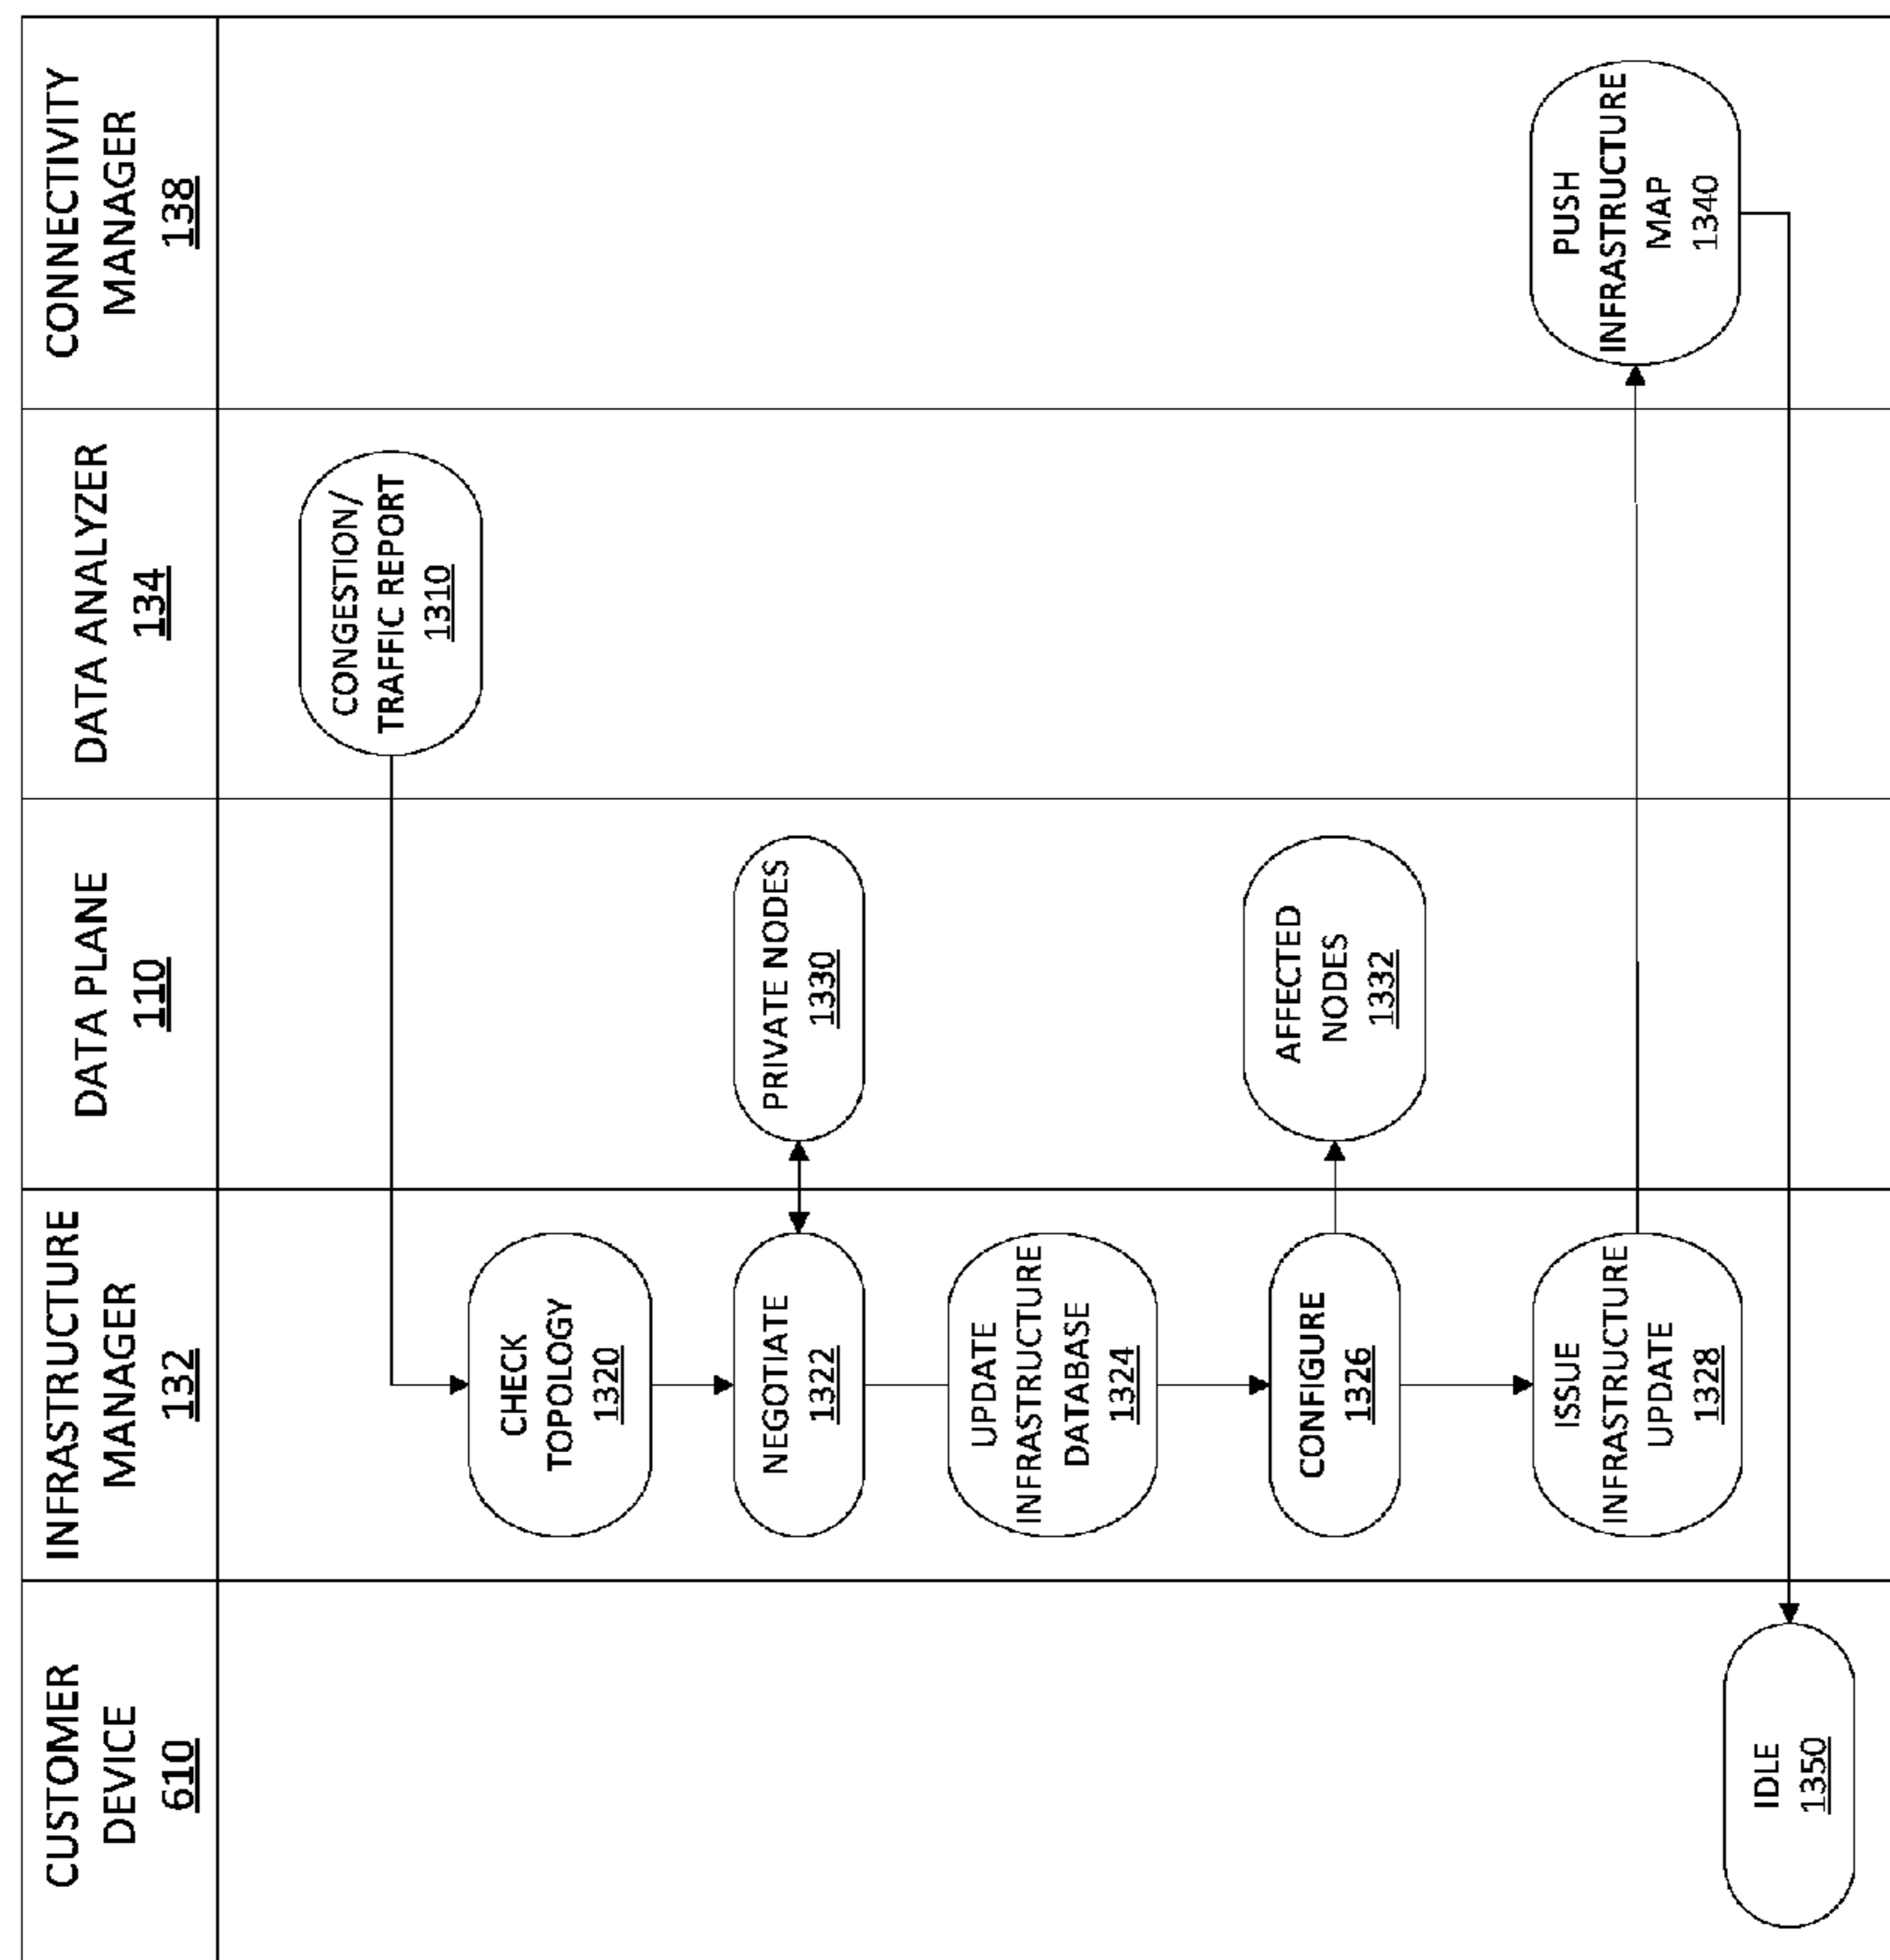 CUSTOMER
DEVICE
610
INFRASTRUCTURE
MANAGER
132
DATA PLANE
110
DATA ANALYZER
134
CONNECTIVITY
MANAGER
138
CONGESTION/
TRAFFIC REPORT
1310
CHECK
TOPOLOGY
1320
NEGOTIATE
1322
PRIVATE NODES
1330
UPDATE
INFRASTRUCTURE
DATABASE
1324
CONFIGURE
1326
AFFECTED
NODES
1332
ISSUE
INFRASTRUCTURE
UPDATE
1328
PUSH
INFRASTRUCTURE
MAP
1340
IDLE
1350